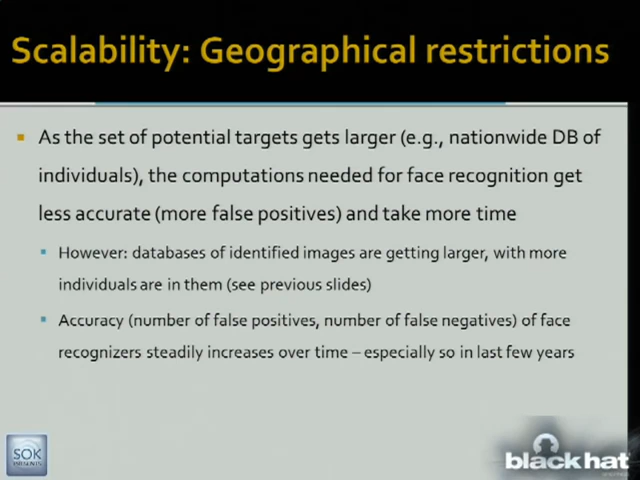 Scalability: Geographical restrictions
As the set of potential targets gets larger (e.g., nationwide DB of
individuals), the computations needed for face recognition get
less accurate (more false positives) and take more time
However: databases of identified images are getting larger, with more
individuals are in them (see previous slides)
Accuracy (number of false positives, number of false negatives) of face
recognizers steadily increases over time – especially so in last few years
SOK
PRESENTS
black hat